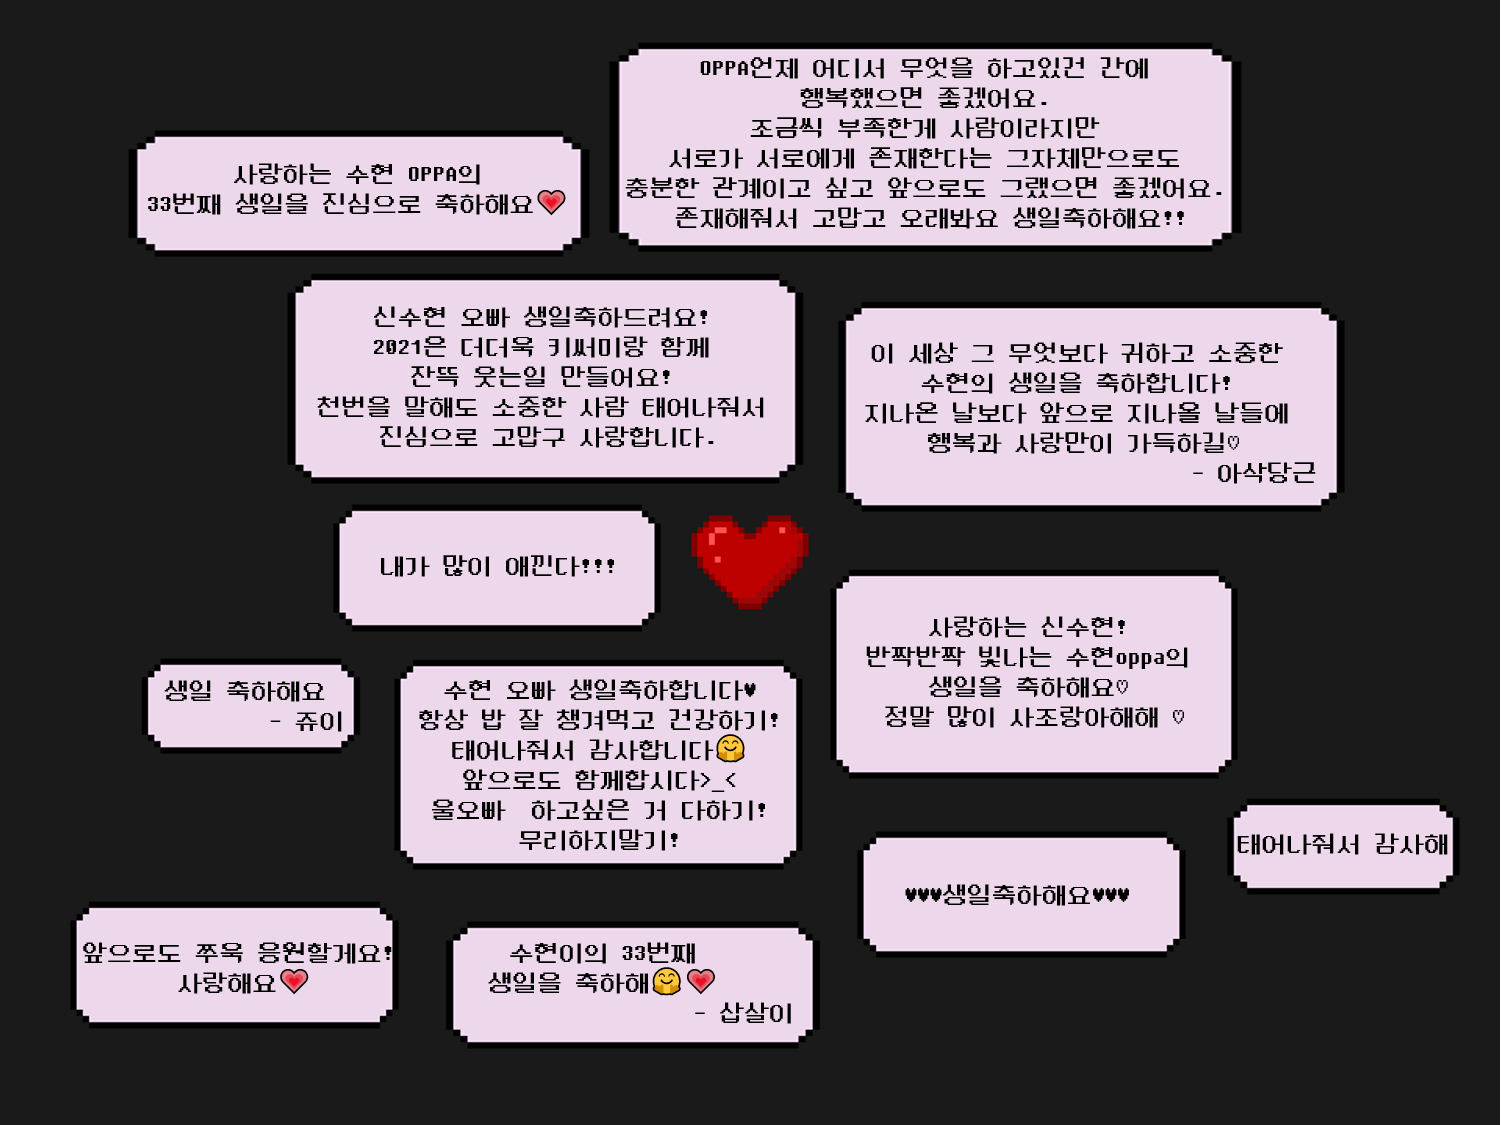 사랑하는 수현 OPPA의
33번째 생일을 진심으로 축하해요❤
OPPA언제 어디서 무엇을 하고있건 간에
행복했으면 좋겠어요.
조금씩 부족한게 사람이라지만
서로가 서로에게 존재한다는 그자체만으로도
충분한 관계이고 싶고 앞으로도 그랬으면 좋겠어요.
존재해줘서 고맙고 오래봐요 생일축하해요!!
신수현 오빠 생일축하드려요!
2021은 더더욱 키써미랑 함께
잔뜩 웃는일 만들어요!
천번을 말해도 소중한 사람 태어나줘서
진심으로 고맙구 사랑합니다.
이 세상 그 무엇보다 귀하고 소중한
수현의 생일을 축하합니다!
지나온 날보다 앞으로 지나올 날들에
행복과 사랑만이 가득하길♡
- 아삭당근
내가 많이 애낀다!!!
사랑하는 신수현!
반짝반짝 빛나는 수현oppa의
생일을 축하해요♡
정말 많이 사조랑아해해 ♡
생일 축하해요
- 쥬이
수현 오빠 생일축하합니다♥
항상 밥 잘 챙겨먹고 건강하기!
태어나줘서 감사합니다🤗
앞으로도 함께합시다>_<
울오빠 하고싶은 거 다하기!
무리하지말기!
태어나줘서 감사해
♥♥♥생일축하해요♥♥♥
앞으로도 쭈욱 응원할게요!
사랑해요❤
수현이의 33번째
생일을 축하해🤗❤
- 삽살이